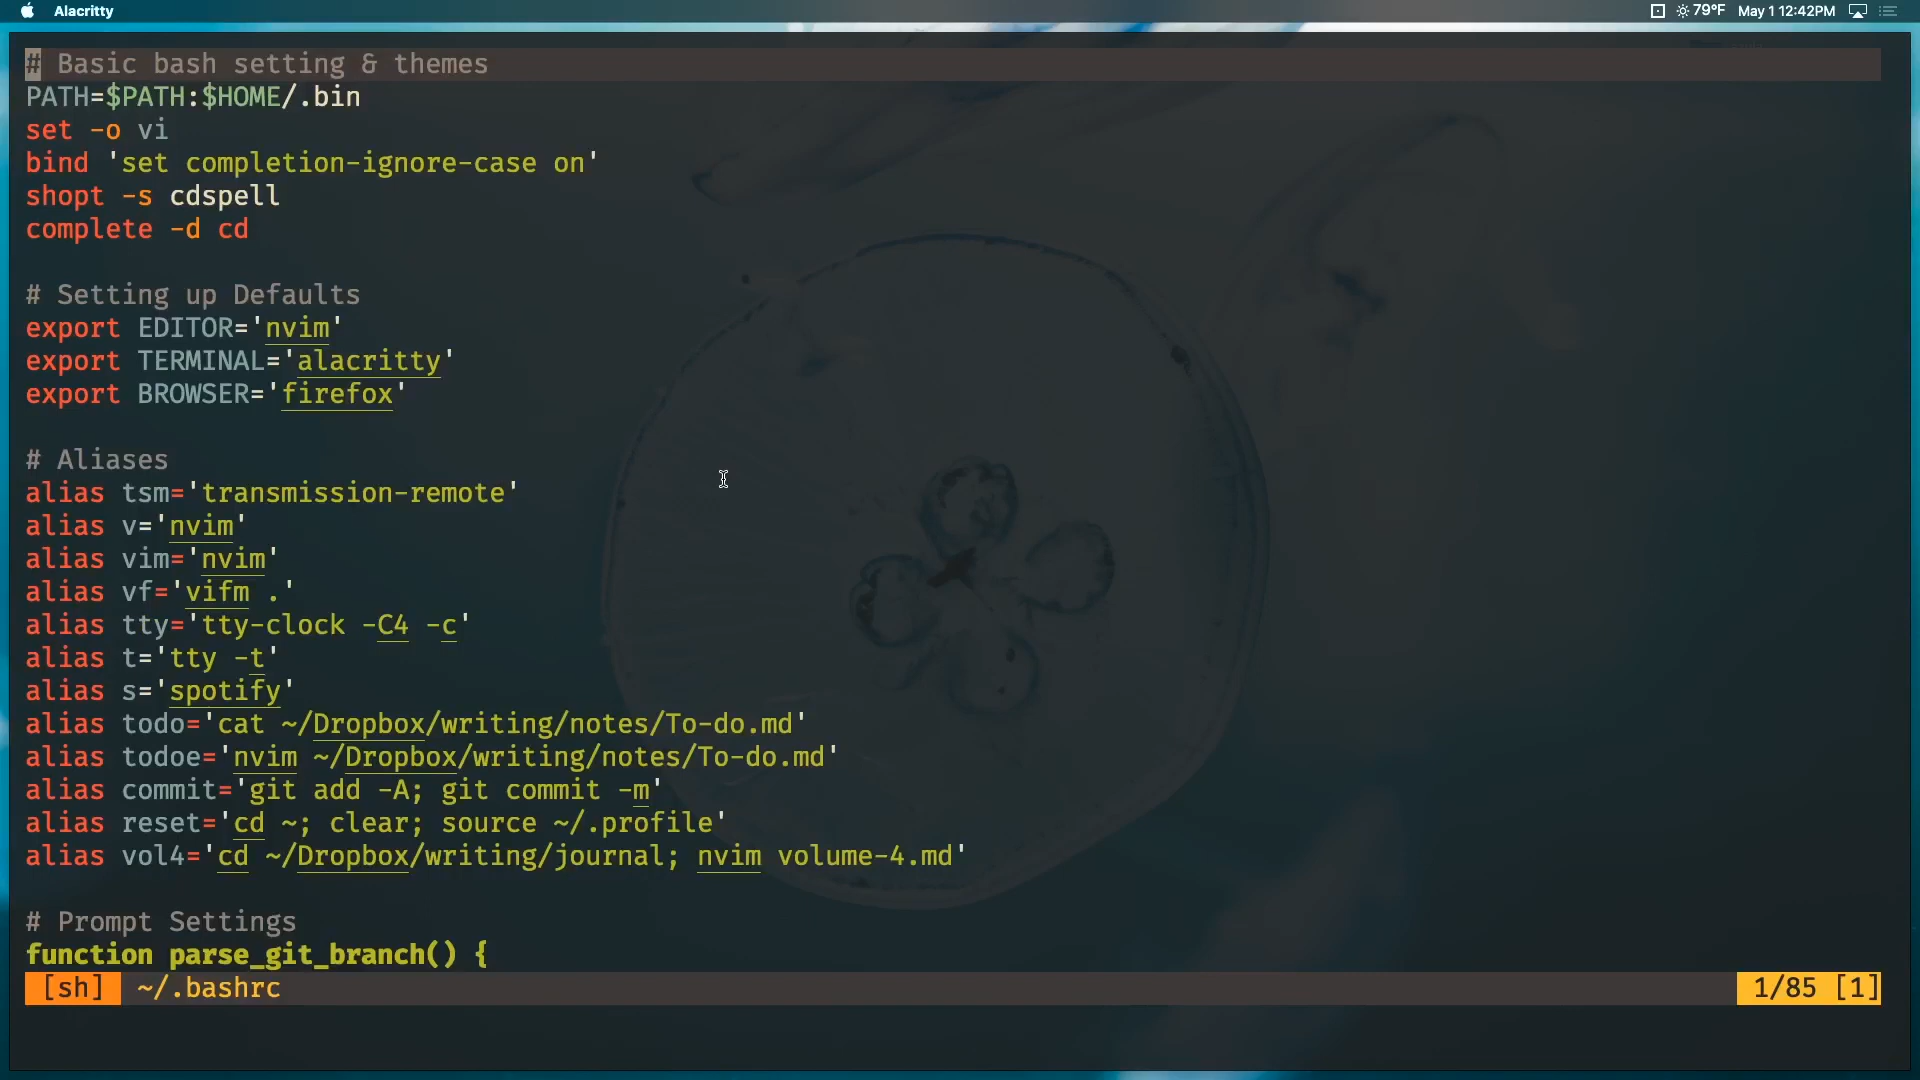 Alacritty 79°F May 1 12:42PM
# Basic bash setting & themes
PATH=$PATH:$HOME/.bin
set -o vi
bind 'set completion-ignore-case on'
shopt -s cdspell
complete -d cd
# Setting up Defaults
export EDITOR='nvim'
export TERMINAL='alacritty'
export BROWSER='firefox'
# Aliases
alias tsm='transmission-remote'
alias v='nvim'
alias vim='nvim'
alias vf='vifm .'
alias tty='tty-clock -C4 -c'
alias t='tty -t'
alias s='spotify'
alias todo='cat ~/Dropbox/writing/notes/To-do.md'
alias todoe='nvim ~/Dropbox/writing/notes/To-do.md'
alias commit='git add -A; git commit -m'
alias reset='cd ~; clear; source ~/.profile'
alias vol4='cd ~/Dropbox/writing/journal; nvim volume-4.md'
# Prompt Settings
function parse_git_branch() {
[sh] ~/.bashrc 1/85 [1]